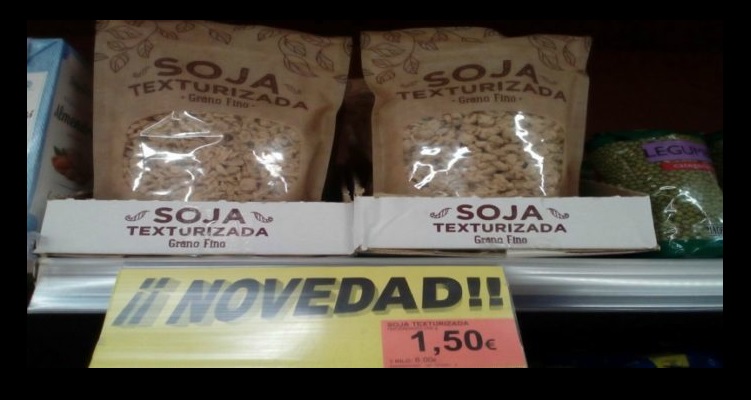 SOJA
TEXTURIZADA
- Grano Fino -
SOJA
TEXTURIZADA
- Grano Fino -
LEGUM
SOJA
TEXTURIZADA
Grano Fino
SOJA
TEXTURIZADA
Grano Fino
¡¡NOVEDAD!!
SOJA TEXTURIZADA
1,50€